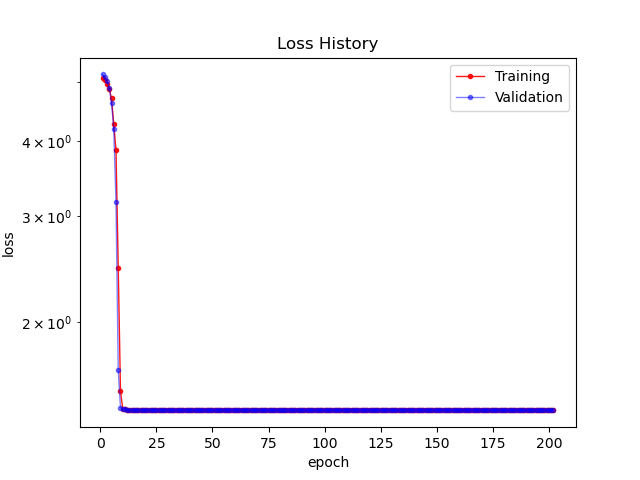 Loss History
Training
Validation
4 × 10⁰
3 × 10⁰
2 × 10⁰
loss
0 25 50 75 100 125 150 175 200
epoch